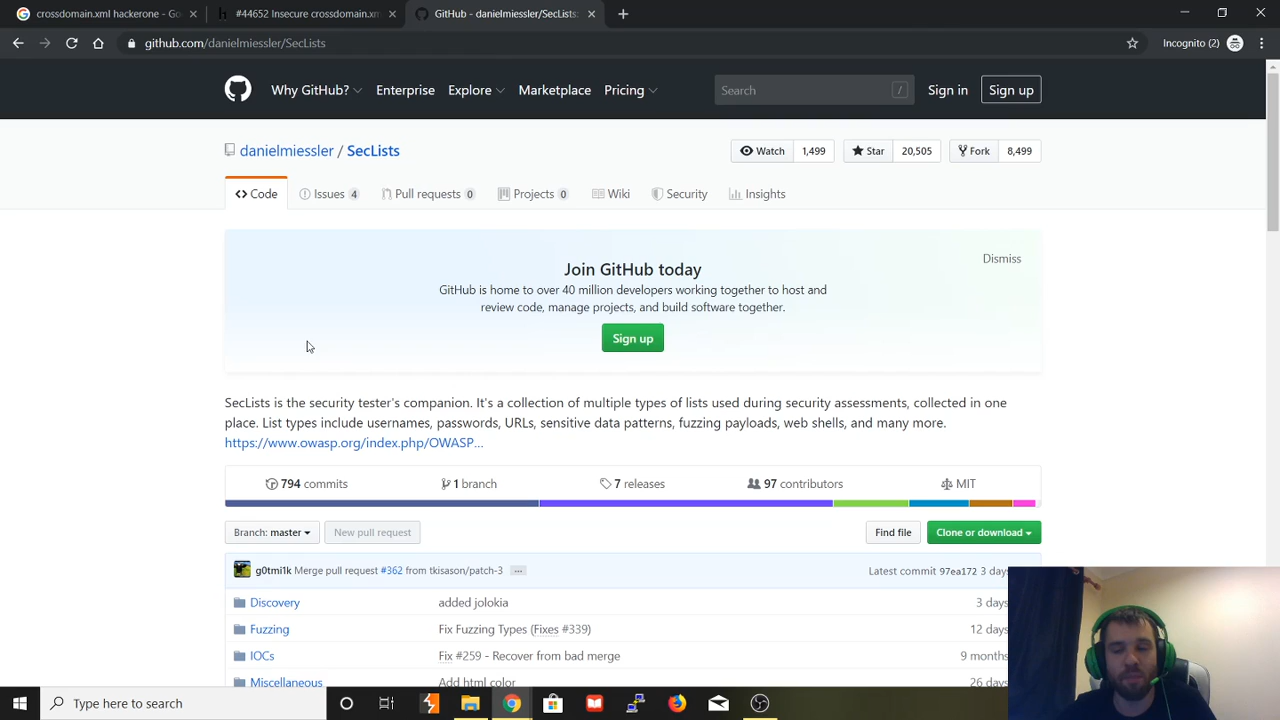 crossdomain.xml hackerone - Go
#44652 Insecure crossdomain.xm
GitHub - danielmiessler/SecLists:
github.com/danielmiessler/SecLists
Incognito (2)
Why GitHub?
Enterprise
Explore
Marketplace
Pricing
Search
/
Sign in
Sign up
danielmiessler / SecLists
Watch 1,499
Star 20,505
Fork 8,499
<> Code
Issues 4
Pull requests 0
Projects 0
Wiki
Security
Insights
Join GitHub today
Dismiss
GitHub is home to over 40 million developers working together to host and
review code, manage projects, and build software together.
Sign up
SecLists is the security tester's companion. It's a collection of multiple types of lists used during security assessments, collected in one
place. List types include usernames, passwords, URLs, sensitive data patterns, fuzzing payloads, web shells, and many more.
https://www.owasp.org/index.php/OWASP...
794 commits
1 branch
7 releases
97 contributors
MIT
Branch: master
New pull request
Find file
Clone or download
g0tmi1k Merge pull request #362 from tkisason/patch-3 ...
Latest commit 97ea172 3 days
Discovery
added jolokia
3 days
Fuzzing
Fix Fuzzing Types (Fixes #339)
12 days
IOCs
Fix #259 - Recover from bad merge
9 months
Miscellaneous
Add html color
26 days
Type here to search